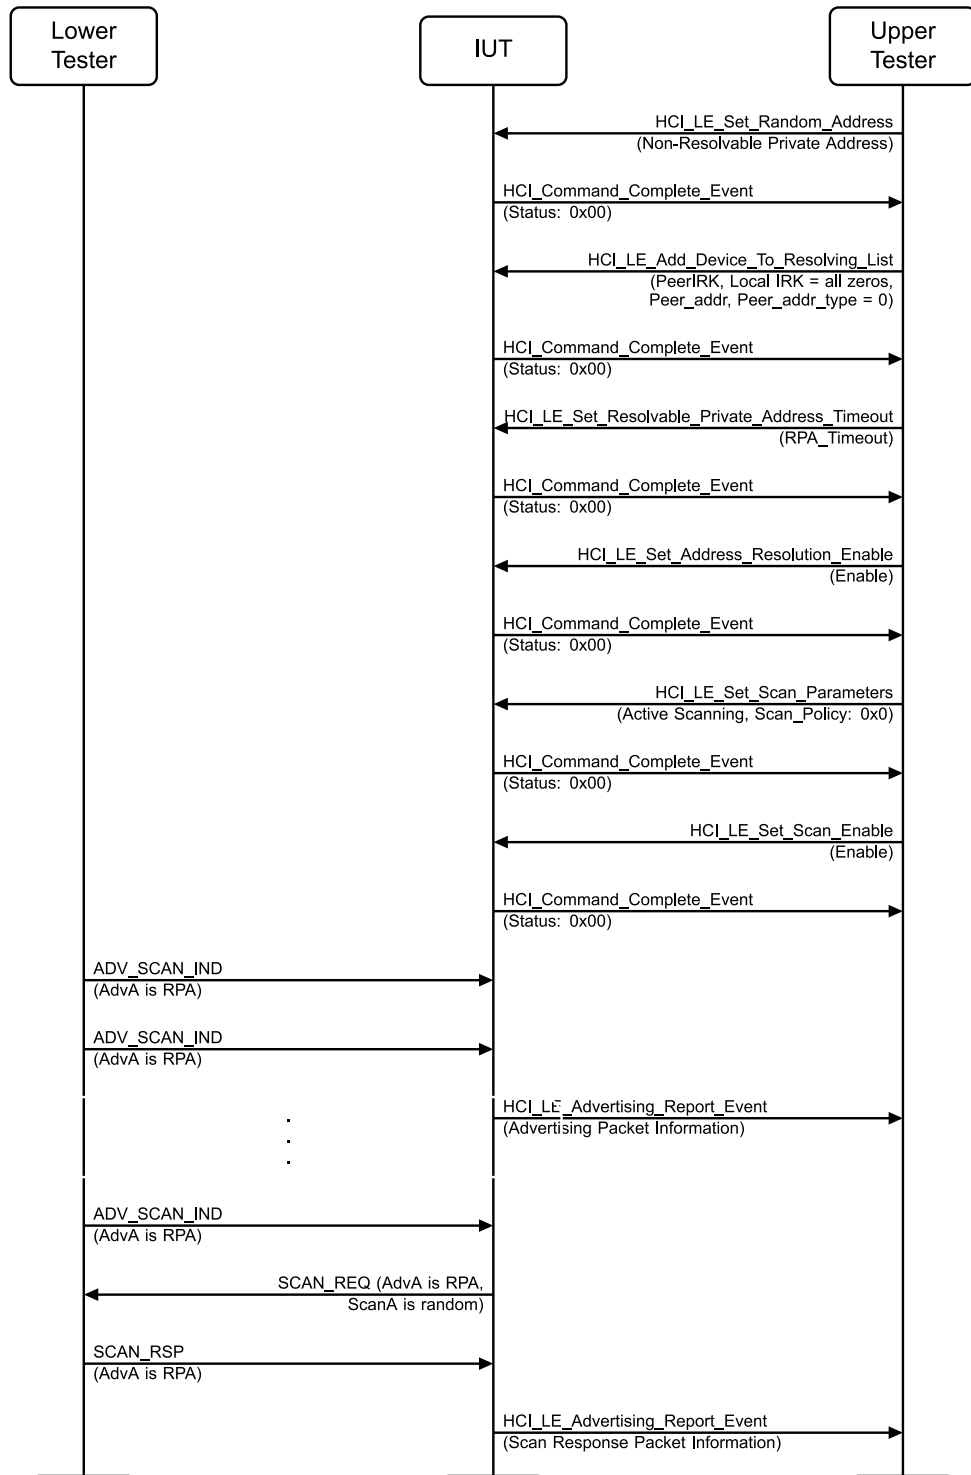 Lower
Tester
IUT
Upper
Tester
HCI_LE_Set_Random_Address
(Non-Resolvable Private Address)
HCI_Command_Complete_Event
(Status: 0x00)
HCI_LE_Add_Device_To_Resolving_List
(PeerIRK, Local IRK = all zeros,
Peer_addr, Peer_addr_type = 0)
HCI_Command_Complete_Event
(Status: 0x00)
HCI_LE_Set_Resolvable_Private_Address_Timeout
(RPA_Timeout)
HCI_Command_Complete_Event
(Status: 0x00)
HCI_LE_Set_Address_Resolution_Enable
(Enable)
HCI_Command_Complete_Event
(Status: 0x00)
HCI_LE_Set_Scan_Parameters
(Active Scanning, Scan_Policy: 0x0)
HCI_Command_Complete_Event
(Status: 0x00)
HCI_LE_Set_Scan_Enable
(Enable)
HCI_Command_Complete_Event
(Status: 0x00)
ADV_SCAN_IND
(AdvA is RPA)
ADV_SCAN_IND
(AdvA is RPA)
HCI_LE_Advertising_Report_Event
(Advertising Packet Information)
.
.
.
ADV_SCAN_IND
(AdvA is RPA)
SCAN_REQ (AdvA is RPA,
ScanA is random)
SCAN_RSP
(AdvA is RPA)
HCI_LE_Advertising_Report_Event
(Scan Response Packet Information)